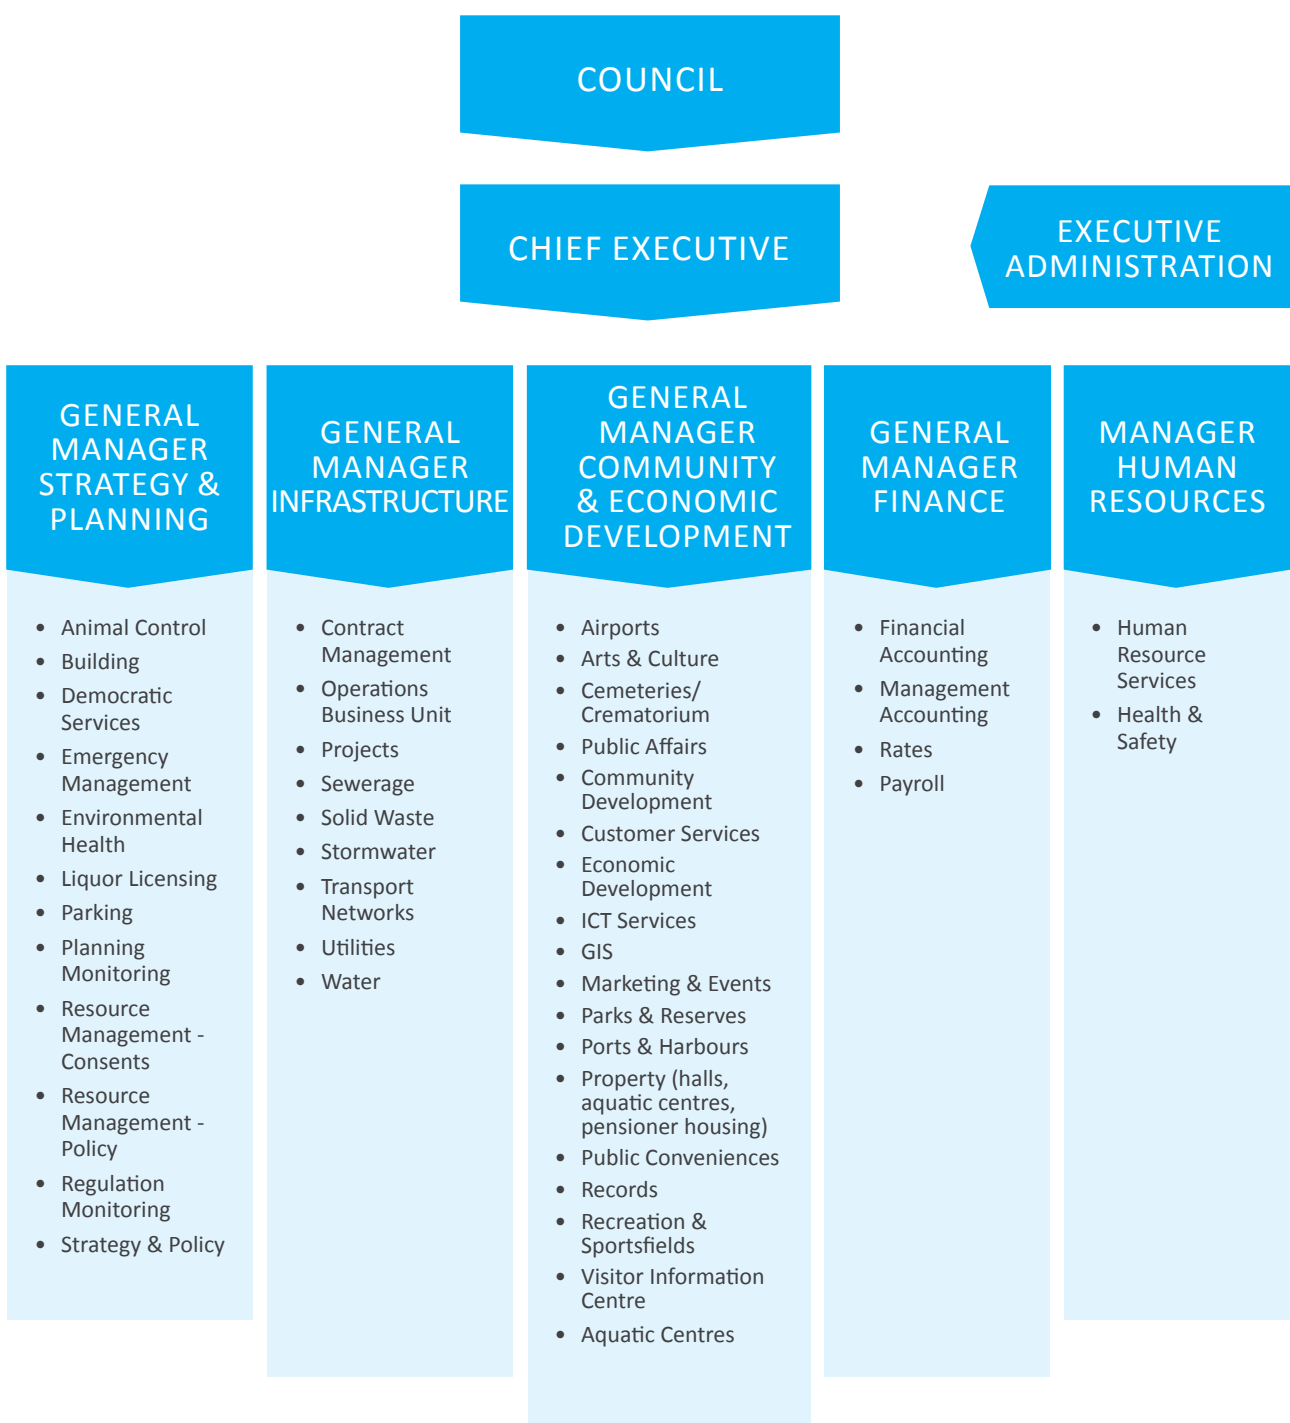 COUNCIL
CHIEF EXECUTIVE
EXECUTIVE
ADMINISTRATION
GENERAL
MANAGER
STRATEGY &
PLANNING
• Animal Control
• Building
• Democratic
Services
• Emergency
Management
• Environmental
Health
• Liquor Licensing
• Parking
• Planning
Monitoring
• Resource
Management -
Consents
• Resource
Management -
Policy
• Regulation
Monitoring
• Strategy & Policy
GENERAL
MANAGER
INFRASTRUCTURE
• Contract
Management
• Operations
Business Unit
• Projects
• Sewerage
• Solid Waste
• Stormwater
• Transport
Networks
• Utilities
• Water
GENERAL
MANAGER
COMMUNITY
& ECONOMIC
DEVELOPMENT
• Airports
• Arts & Culture
• Cemeteries/
Crematorium
• Public Affairs
• Community
Development
• Customer Services
• Economic
Development
• ICT Services
• GIS
• Marketing & Events
• Parks & Reserves
• Ports & Harbours
• Property (halls,
aquatic centres,
pensioner housing)
• Public Conveniences
• Records
• Recreation &
Sportsfields
• Visitor Information
Centre
• Aquatic Centres
GENERAL
MANAGER
FINANCE
• Financial
Accounting
• Management
Accounting
• Rates
• Payroll
MANAGER
HUMAN
RESOURCES
• Human
Resource
Services
• Health &
Safety